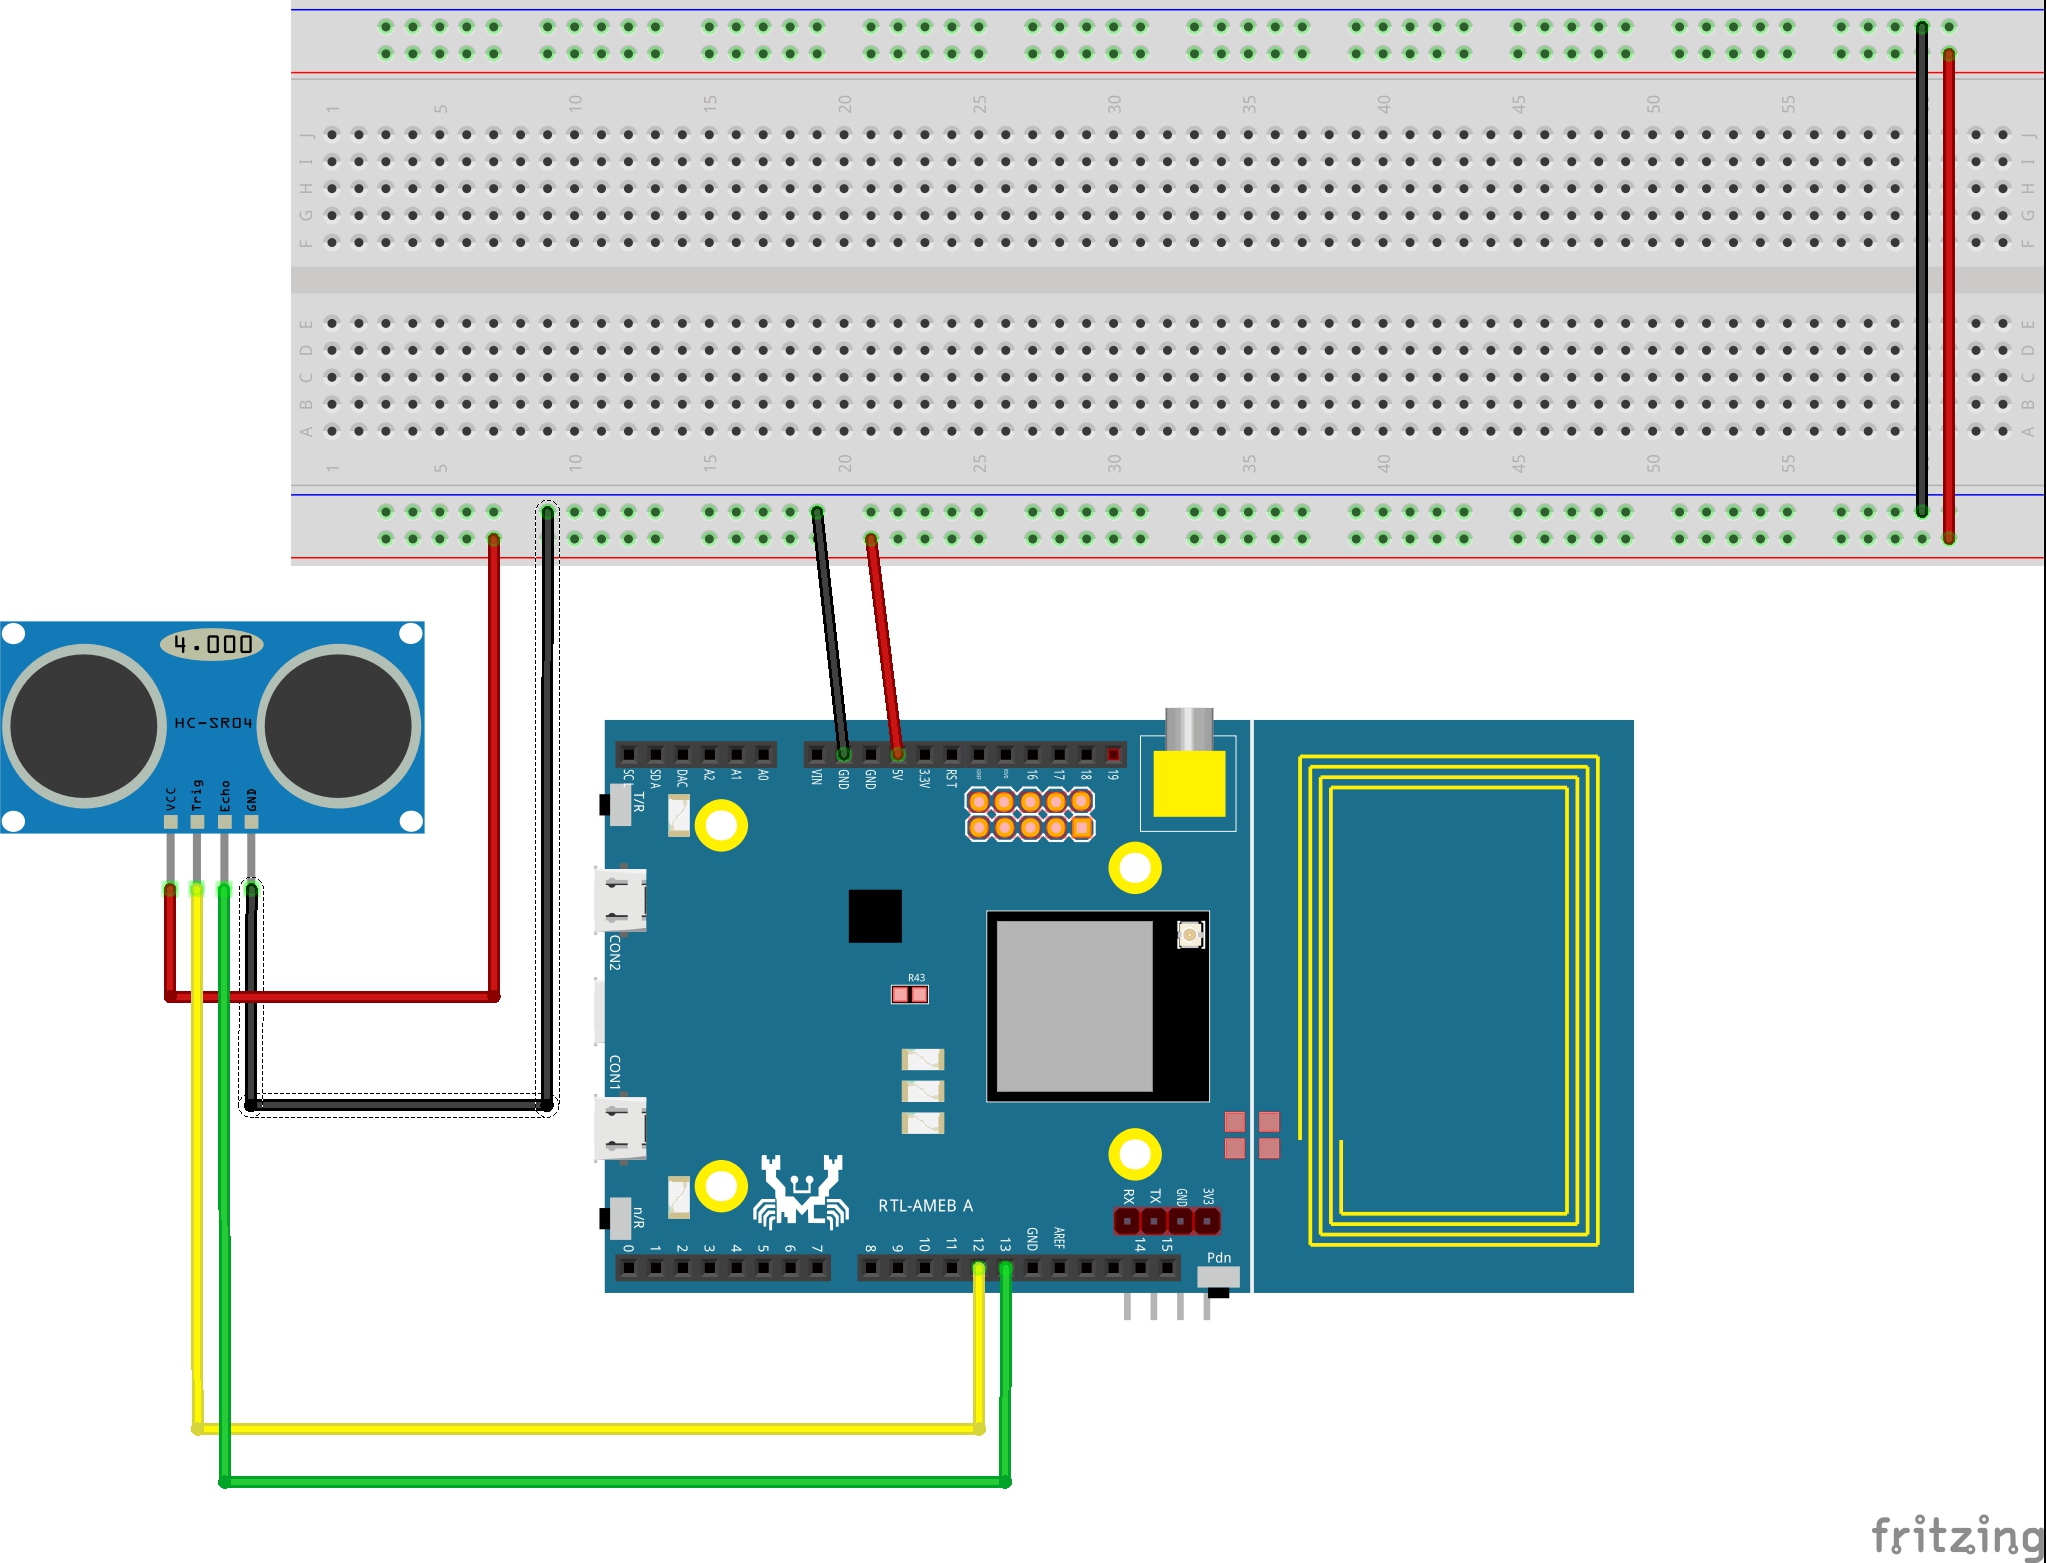 1 5 10 15 20 25 30 35 40 45 50 55
J J
I I
H H
G G
F F
E E
D D
C C
B B
A A
1 5 10 15 20 25 30 35 40 45 50 55
4.000
HC-SR04
VCC Trig Echo GND
SC SDA DAC A2 A1 A0 VIN GND GND 5V 3.3V RST 16 17 18 19
T/R
CON2
R43
CON1
RTL-AMEB A
RX TX GND 3V3
n/R
0 1 2 3 4 5 6 7 8 9 10 11 12 13 GND AREF 14 15
Pdn
fritzing